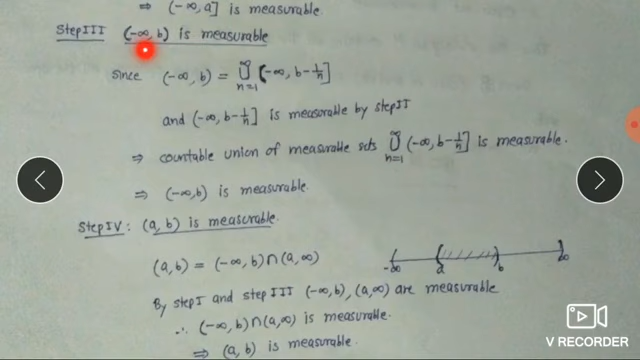 ⇒ (-∞, a] is measurable.
Step III (-∞, b) is measurable
Since (-∞, b) = ∞∪n=1 (-∞, b-1/n]
and (-∞, b-1/n] is measurable by step II
⇒ countable union of measurable sets ∞∪n=1 (-∞, b-1/n] is measurable.
⇒ (-∞, b) is measurable.
Step IV: (a, b) is measurable.
(a, b) = (-∞, b) ∩ (a, ∞)
-∞ a b ∞
By step I and step III (-∞, b), (a, ∞) are measurable
∴ (-∞, b) ∩ (a, ∞) is measurable.
⇒ (a, b) is measurable.
V RECORDER